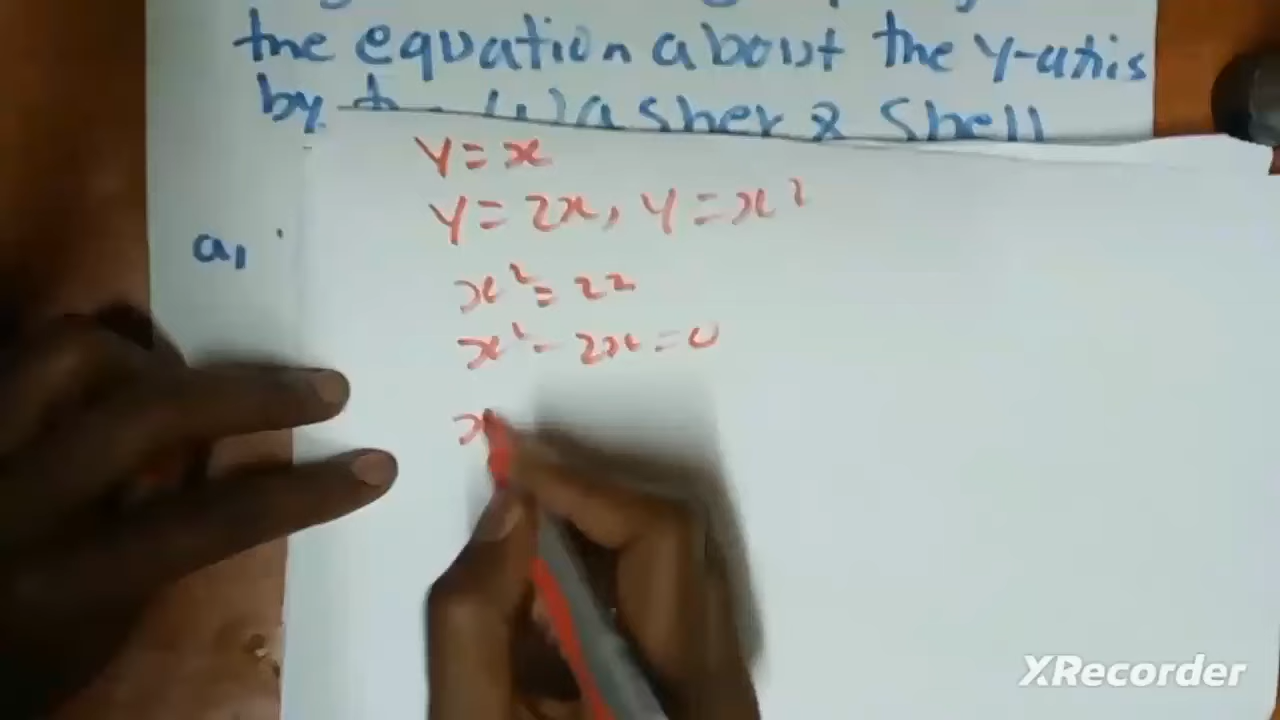 the equation about the y-axis
by Washer & Shell
y = x
y = 2x, y = x²
a,
x² = 2x
x² - 2x = 0
x
XRecorder